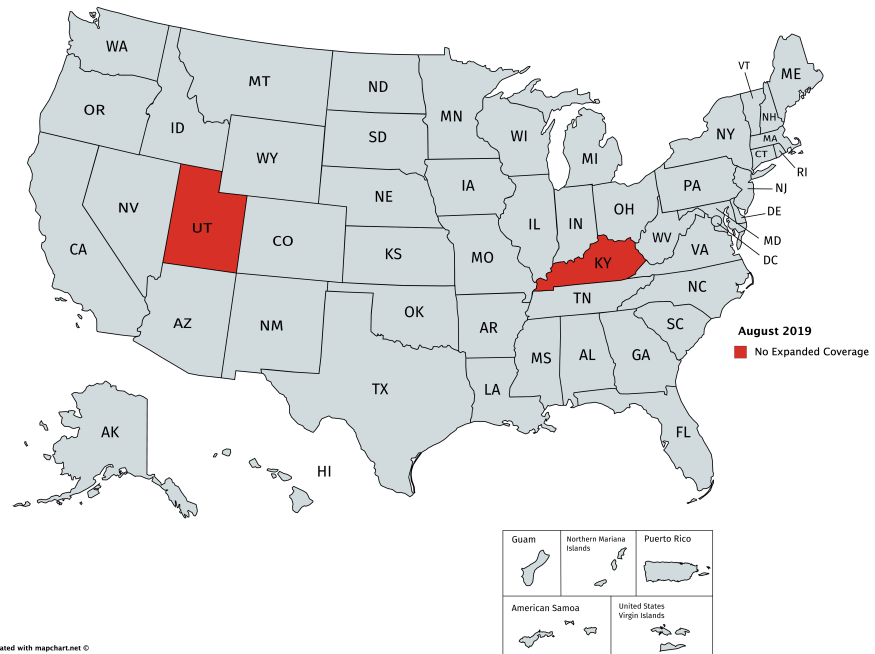 WA
MT
ND
MN
VT
ME
OR
ID
SD
WI
NH
NY
MA
WY
MI
CT
RI
IA
PA
NJ
NE
NV
UT
CO
IL
IN
OH
DE
WV
MD
CA
KS
MO
KY
VA
DC
NC
TN
AZ
NM
OK
AR
SC
August 2019
No Expanded Coverage
MS
AL
GA
TX
LA
AK
FL
HI
Guam
Northern Mariana
Islands
Puerto Rico
American Samoa
United States
Virgin Islands
ated with mapchart.net ©